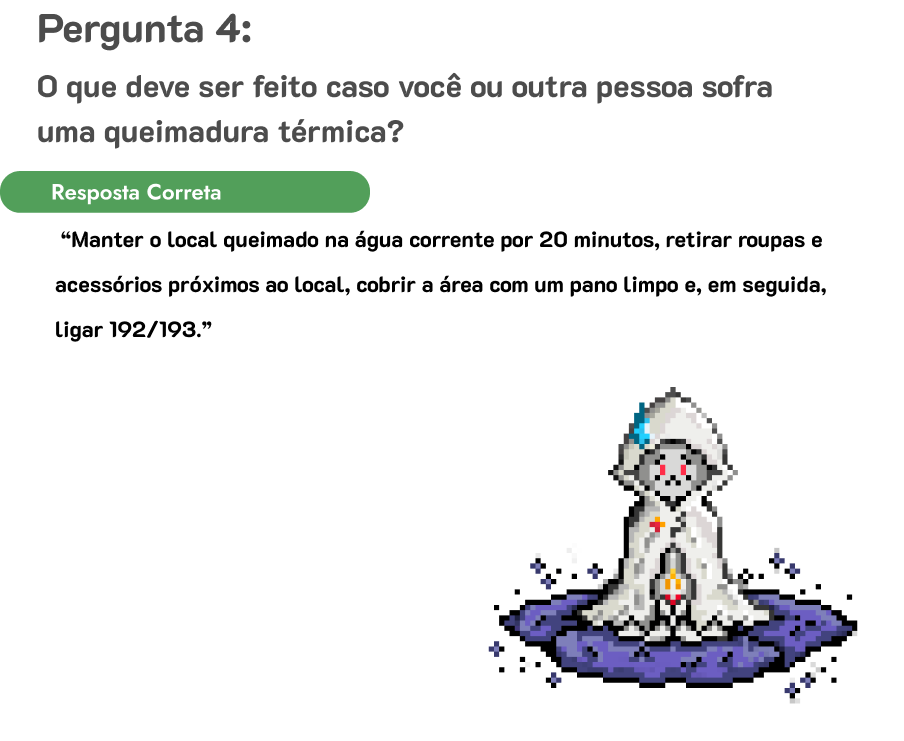 Pergunta 4:
O que deve ser feito caso você ou outra pessoa sofra
uma queimadura térmica?
Resposta Correta
“Manter o local queimado na água corrente por 20 minutos, retirar roupas e
acessórios próximos ao local, cobrir a área com um pano limpo e, em seguida,
ligar 192/193.”